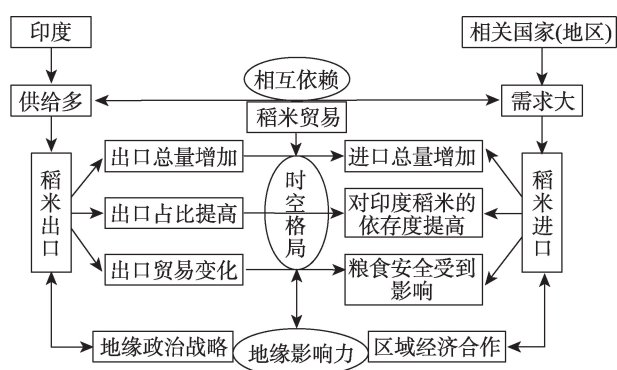 印度
相关国家(地区)
相互依赖
供给多
需求大
稻米贸易
稻米出口
出口总量增加
进口总量增加
稻米进口
时空格局
出口占比提高
对印度稻米的
依存度提高
出口贸易变化
粮食安全受到
影响
地缘政治战略
地缘影响力
区域经济合作